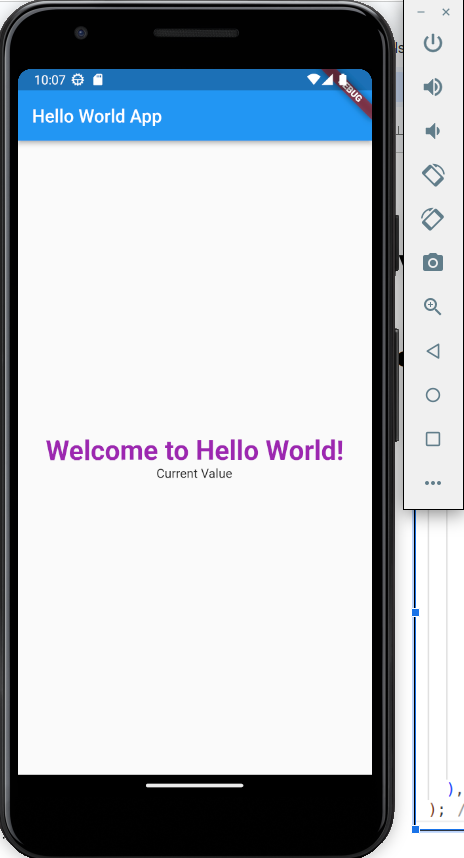 10:07
DEBUG
Hello World App
Welcome to Hello World!
Current Value
),
); /